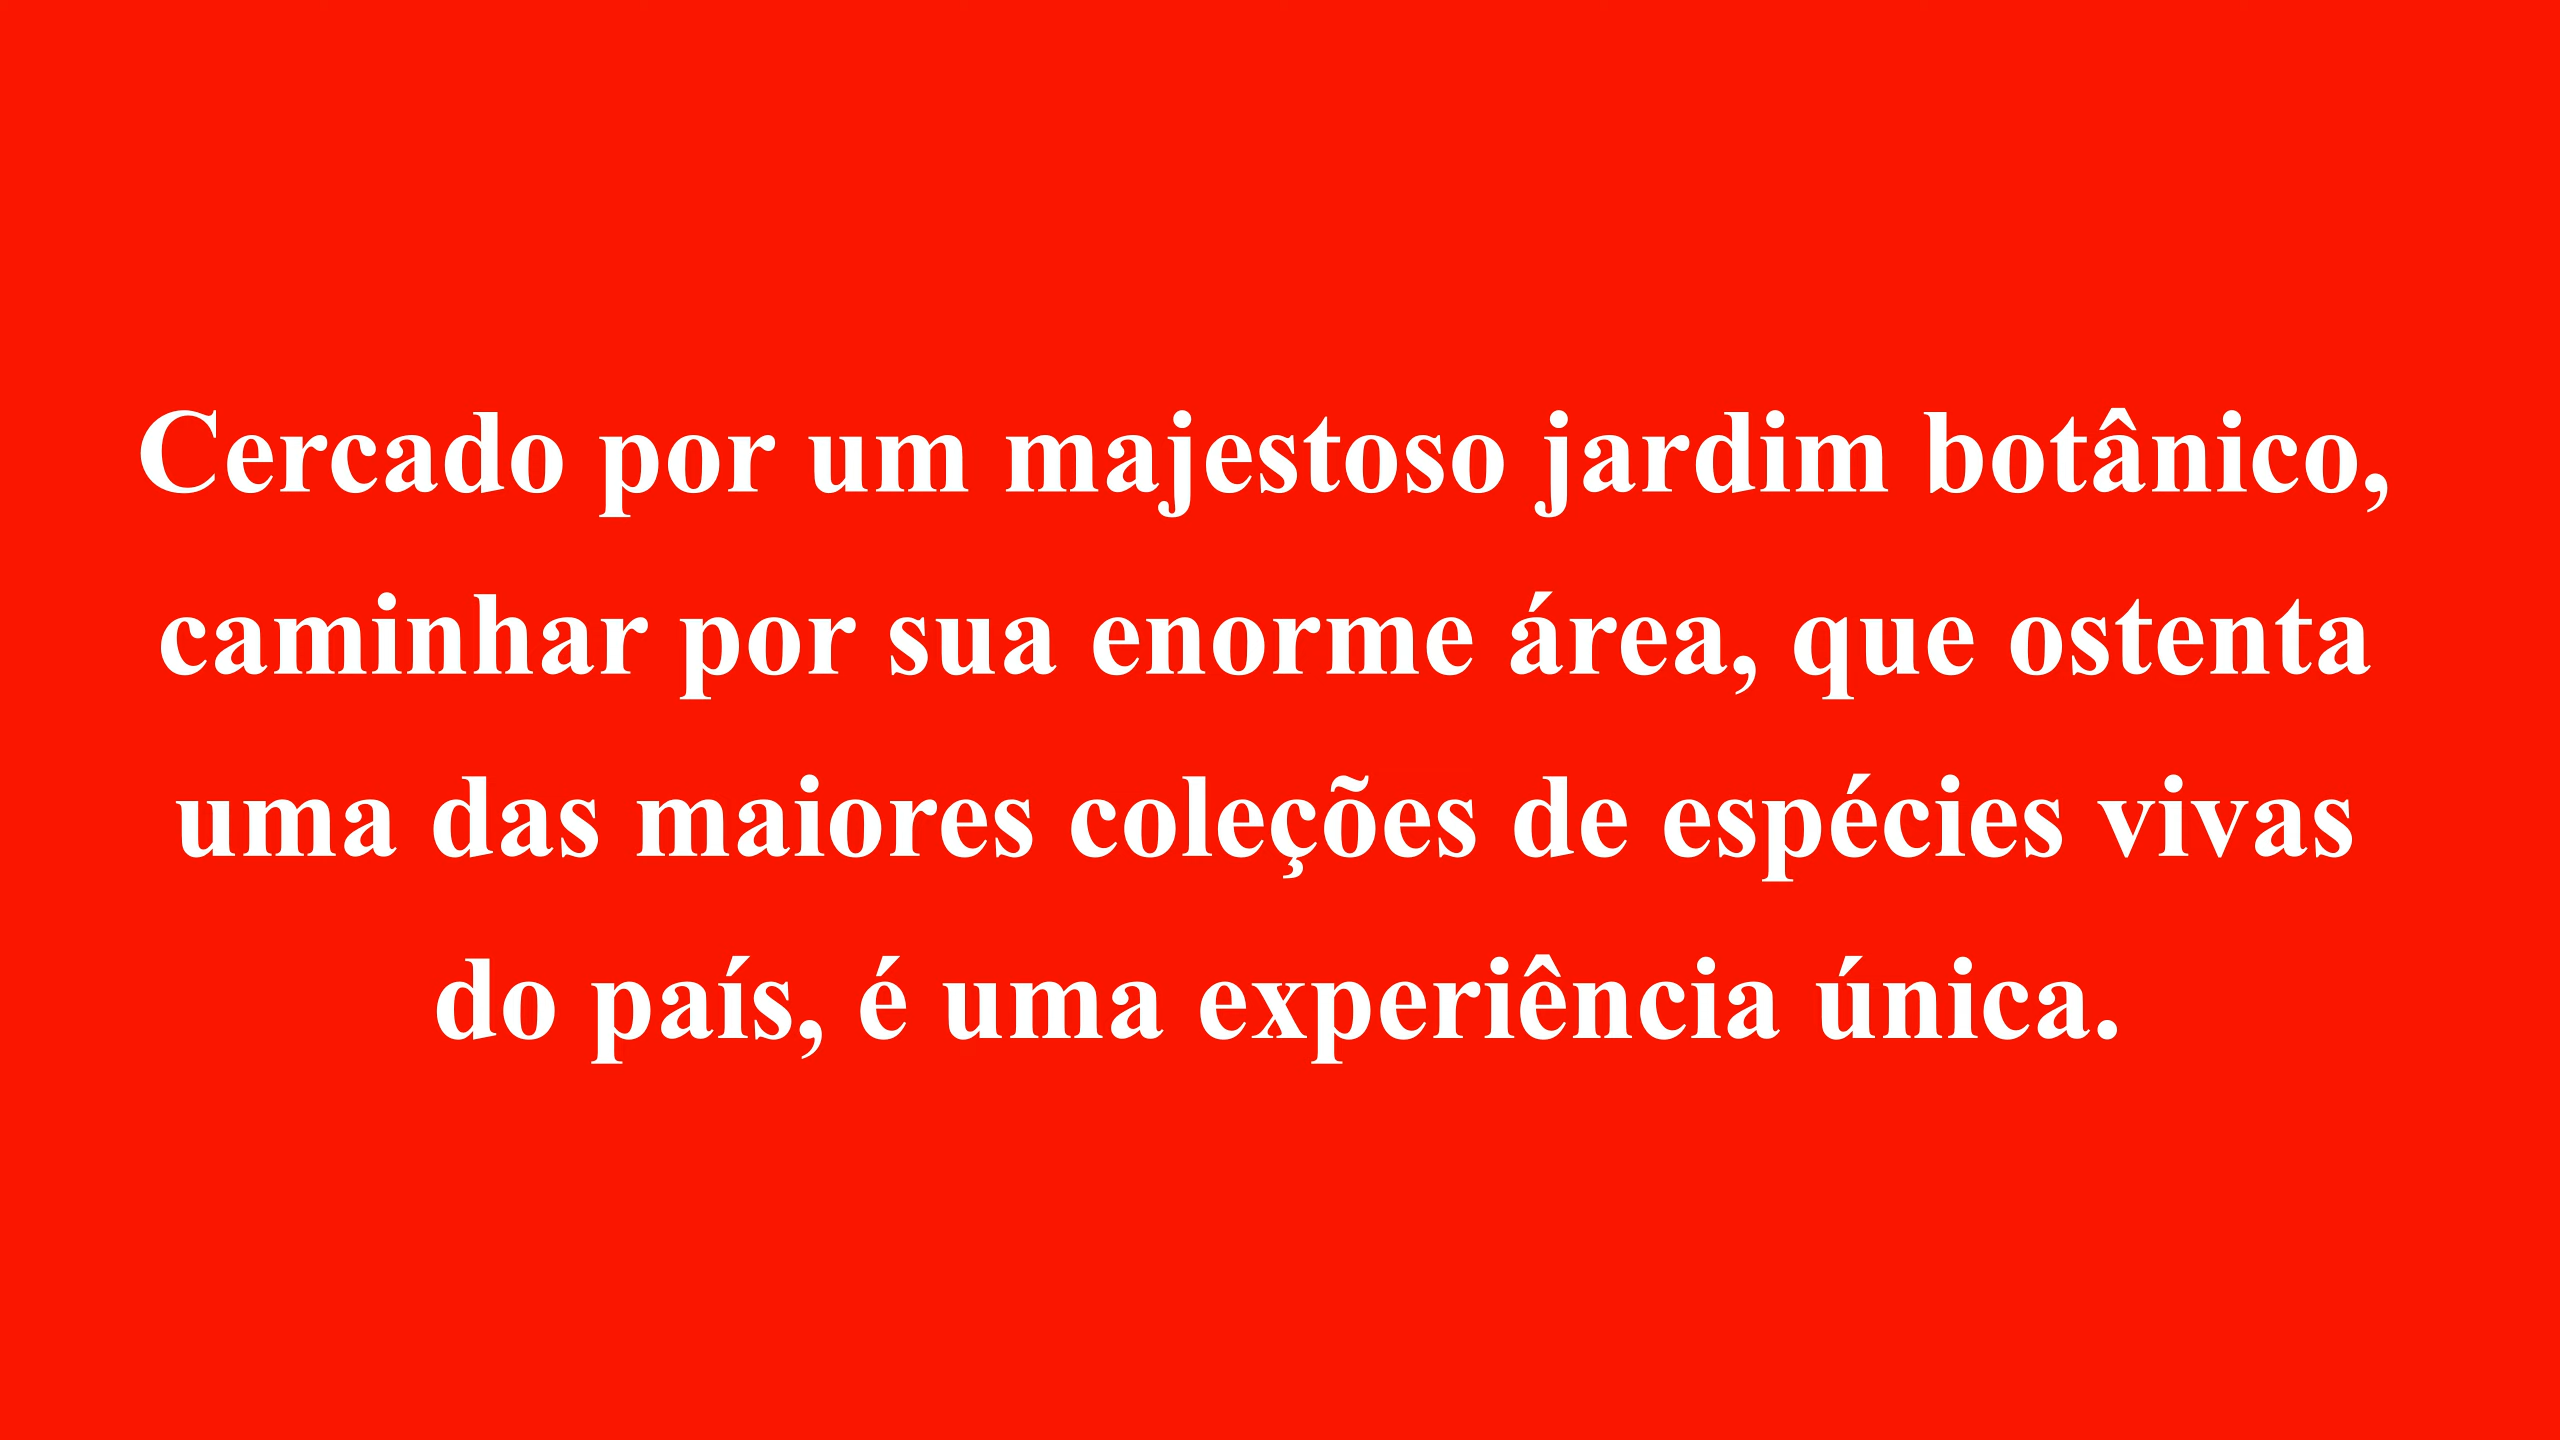 Cercado por um majestoso jardim botânico,
caminhar por sua enorme área, que ostenta
uma das maiores coleções de espécies vivas
do país, é uma experiência única.